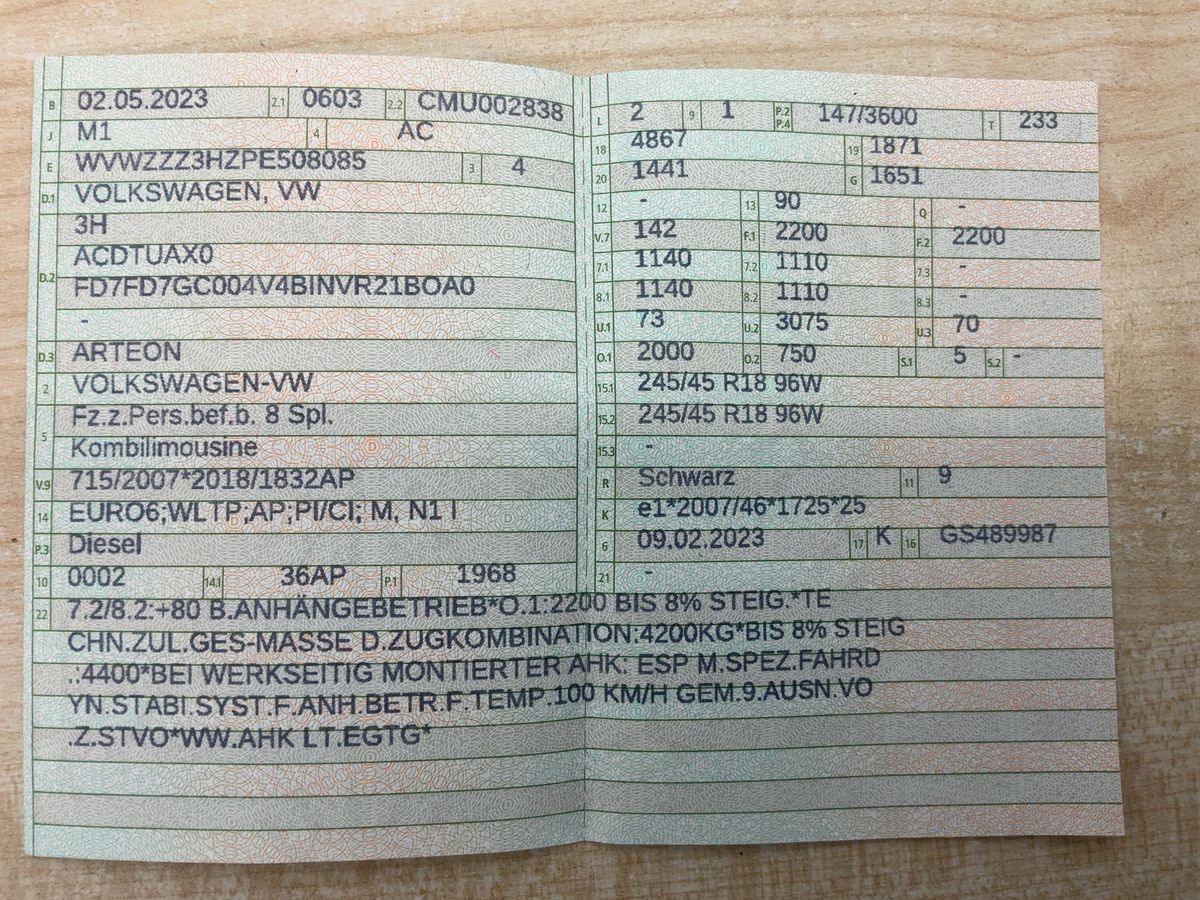 B 02.05.2023 2.1 0603 2.2 CMU002838
J M1 4 AC
E WVWZZZ3HZPE508085 3 4
D.1 VOLKSWAGEN, VW
3H
D.2 ACDTUAX0
FD7FD7GC004V4BINVR21BOA0
-
D.3 ARTEON
2 VOLKSWAGEN-VW
5 Fz.z.Pers.bef.b. 8 Spl.
Kombilimousine
V.9 715/2007*2018/1832AP
14 EURO6;WLTP;AP;PI/CI; M, N1 I
P.3 Diesel
10 0002 14.1 36AP P.1 1968
L 2 9 1 P.2 P.4 147/3600 T 233
18 4867 19 1871
20 1441 G 1651
12 - 13 90 Q -
V.7 142 F.1 2200 F.2 2200
7.1 1140 7.2 1110 7.3 -
8.1 1140 8.2 1110 8.3 -
U.1 73 U.2 3075 U.3 70
O.1 2000 O.2 750 S.1 5 S.2 -
15.1 245/45 R18 96W
15.2 245/45 R18 96W
15.3 -
R Schwarz 11 9
K e1*2007/46*1725*25
6 09.02.2023 17 K 16 GS489987
21 -
22 7.2/8.2:+80 B.ANHÄNGEBETRIEB*O.1:2200 BIS 8% STEIG.*TE
CHN.ZUL.GES-MASSE D.ZUGKOMBINATION:4200KG*BIS 8% STEIG
.:4400*BEI WERKSEITIG MONTIERTER AHK: ESP M.SPEZ.FAHRD
YN.STABI.SYST.F.ANH.BETR.F.TEMP.100 KM/H GEM.9.AUSN.VO
.Z.STVO*WW.AHK LT.EGTG*